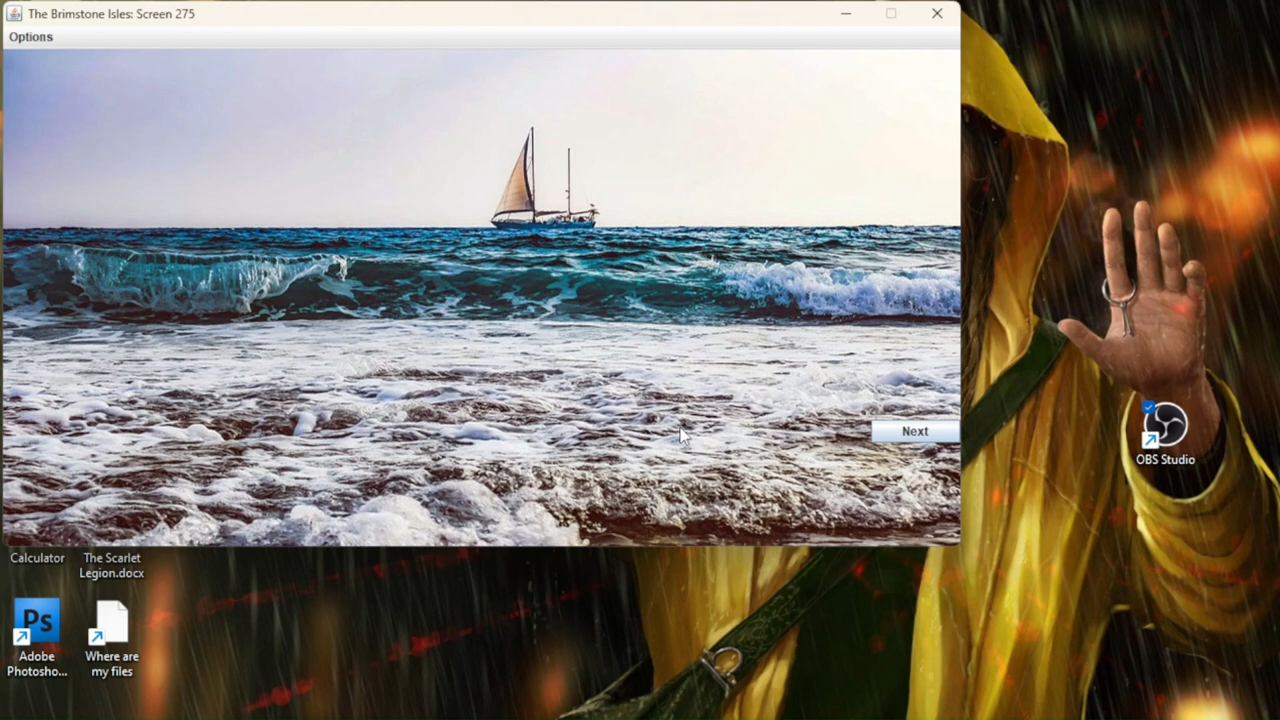 The Brimstone Isles: Screen 275
Options
Next
OBS Studio
Calculator
The Scarlet
Legion.docx
Ps
Adobe
Photosho...
Where are
my files